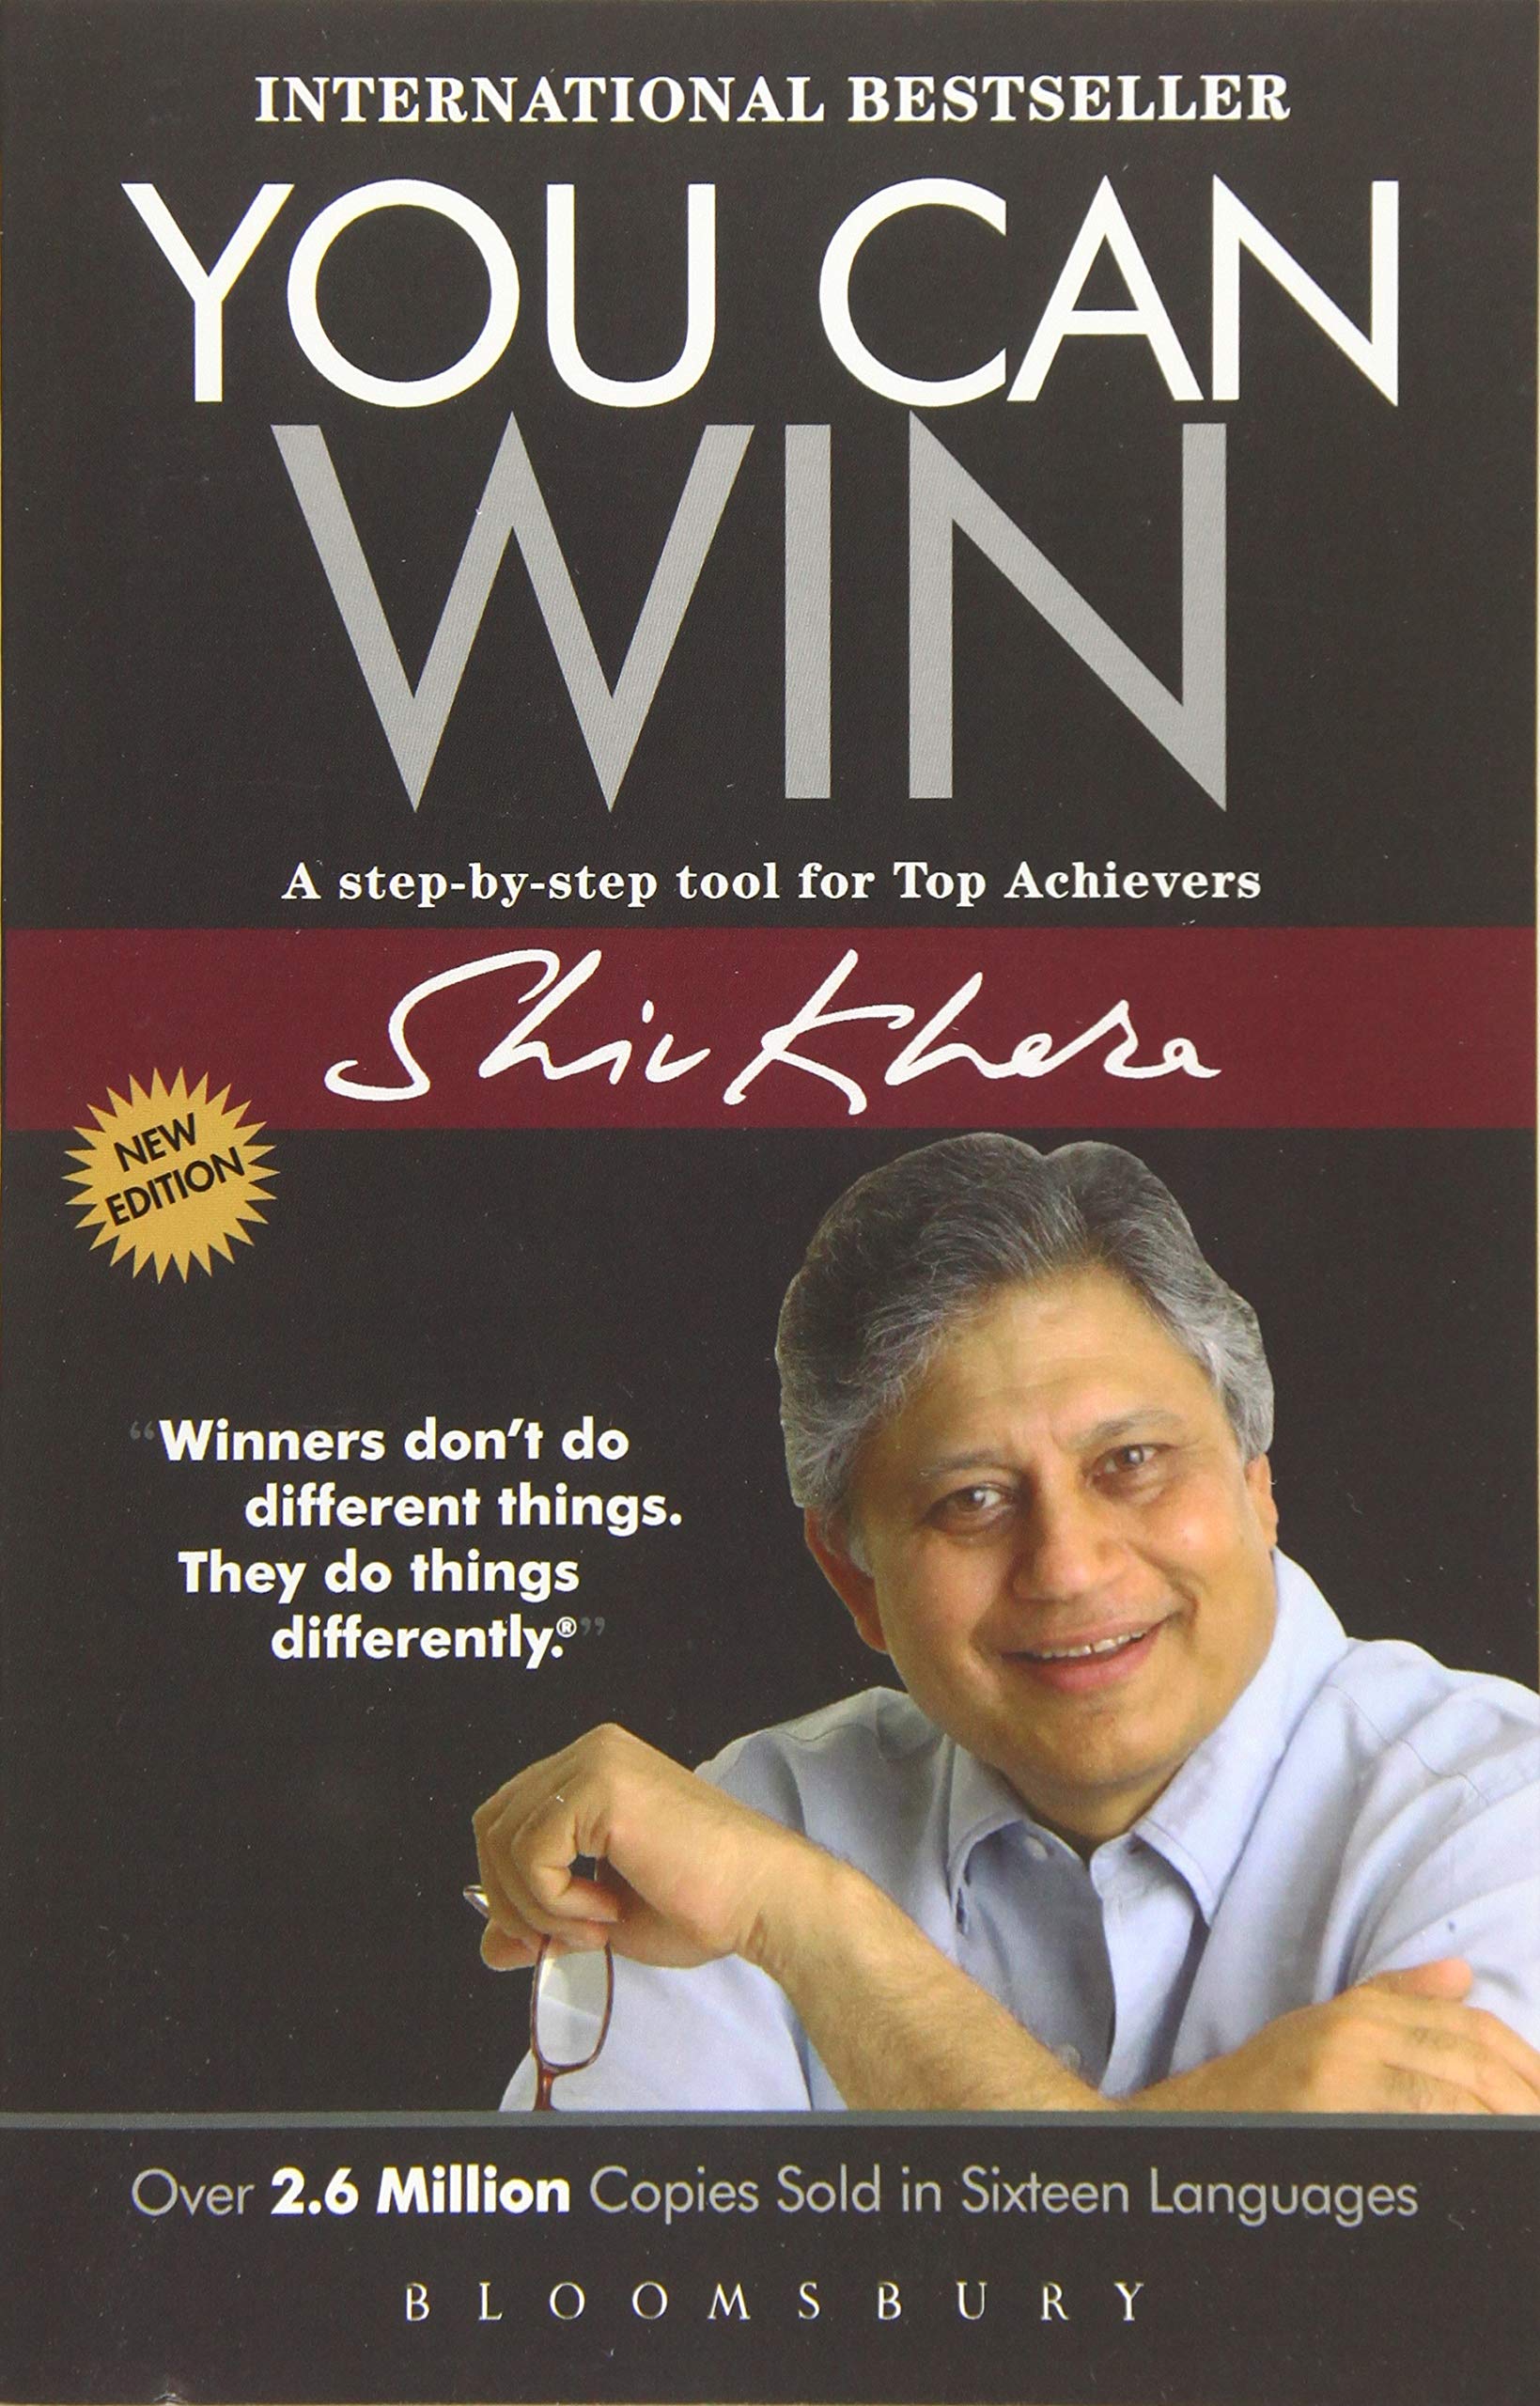 INTERNATIONAL BESTSELLER
YOU CAN
WIN
A step-by-step tool for Top Achievers
Shiv Khera
NEW
EDITION
“Winners don’t do
different things.
They do things
differently.®”
Over 2.6 Million Copies Sold in Sixteen Languages
BLOOMSBURY